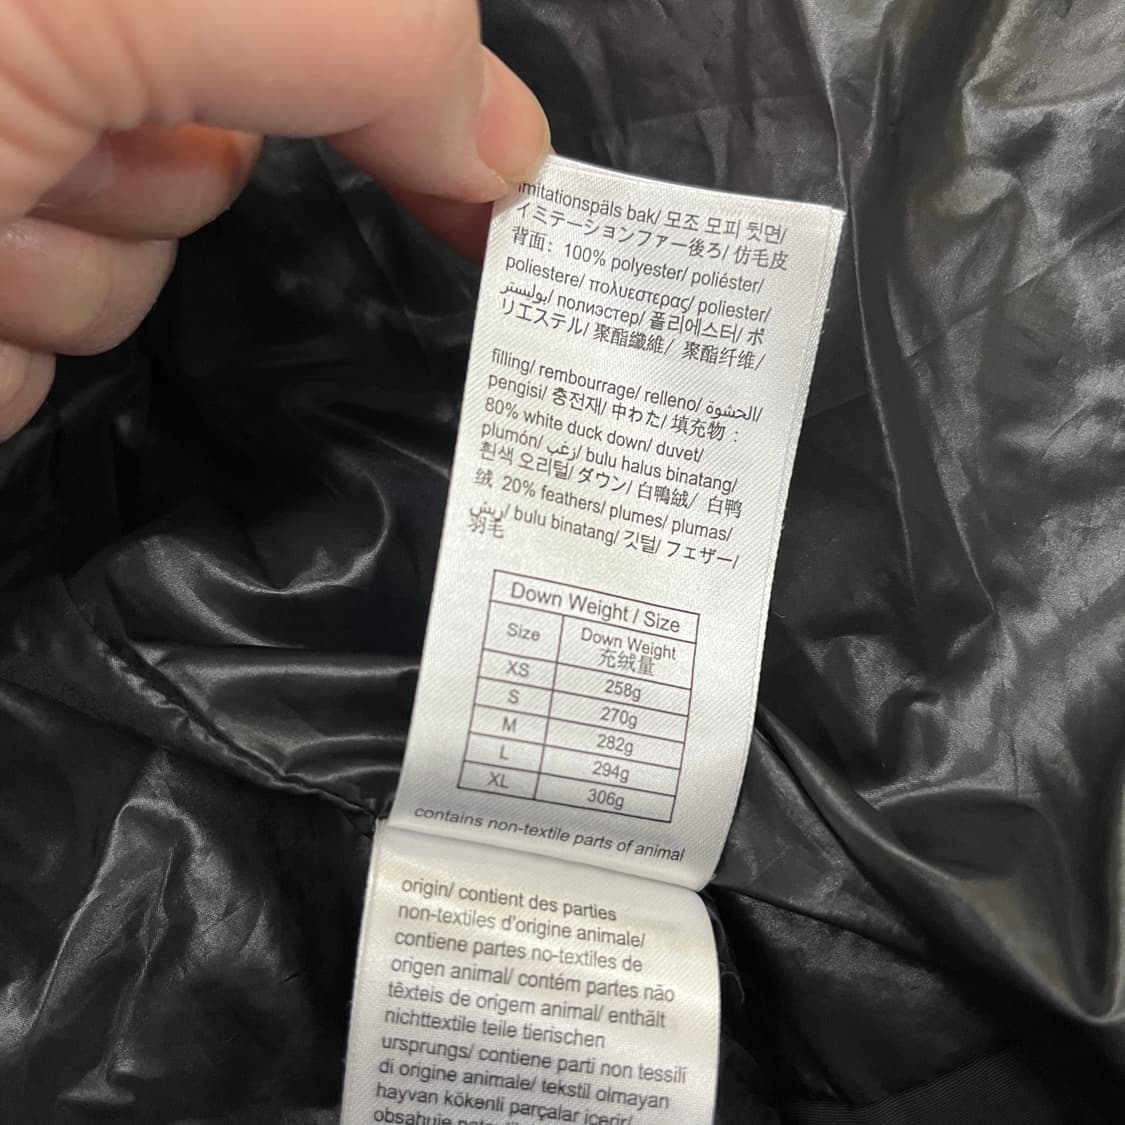 imitationspäls bak/ 모조 모피 뒷면/
イミテーションファー後ろ/ 仿毛皮
背面：100% polyester/ poliéster/
poliestere/ πολυεστερας/ poliester/
بوليستر/ полиэстер/ 폴리에스터/ ポ
リエステル/ 聚酯纖維/ 聚酯纤维/
filling/ rembourrage/ relleno/ الحشوة/
pengisi/ 충전재/ 中わた/ 填充物：
80% white duck down/ duvet/
plumón/ زغب/ bulu halus binatang/
흰색 오리털/ ダウン/ 白鴨絨/ 白鸭
绒 20% feathers/ plumes/ plumas/
ريش/ bulu binatang/ 깃털/ フェザー/
羽毛
Down Weight / Size
Size Down Weight
充绒量
XS 258g
S 270g
M 282g
L 294g
XL 306g
contains non-textile parts of animal
origin/ contient des parties
non-textiles d'origine animale/
contiene partes no-textiles de
origen animal/ contém partes não
têxteis de origem animal/ enthält
nichttextile teile tierischen
ursprungs/ contiene parti non tessili
di origine animale/ tekstil olmayan
hayvan kökenli parçalar içerir/
obsahuje